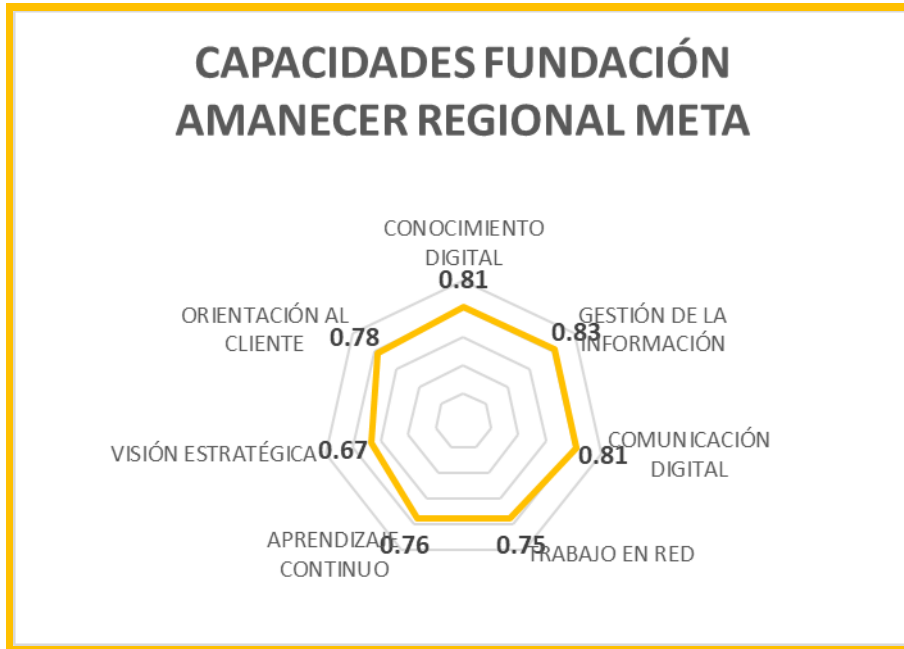 CAPACIDADES FUNDACIÓN
AMANECER REGIONAL META
CONOCIMIENTO
DIGITAL
0.81
GESTIÓN DE LA
INFORMACIÓN
0.83
COMUNICACIÓN
DIGITAL
0.81
TRABAJO EN RED
0.75
APRENDIZAJE
CONTINUO
0.76
VISIÓN ESTRATÉGICA
0.67
ORIENTACIÓN AL
CLIENTE
0.78